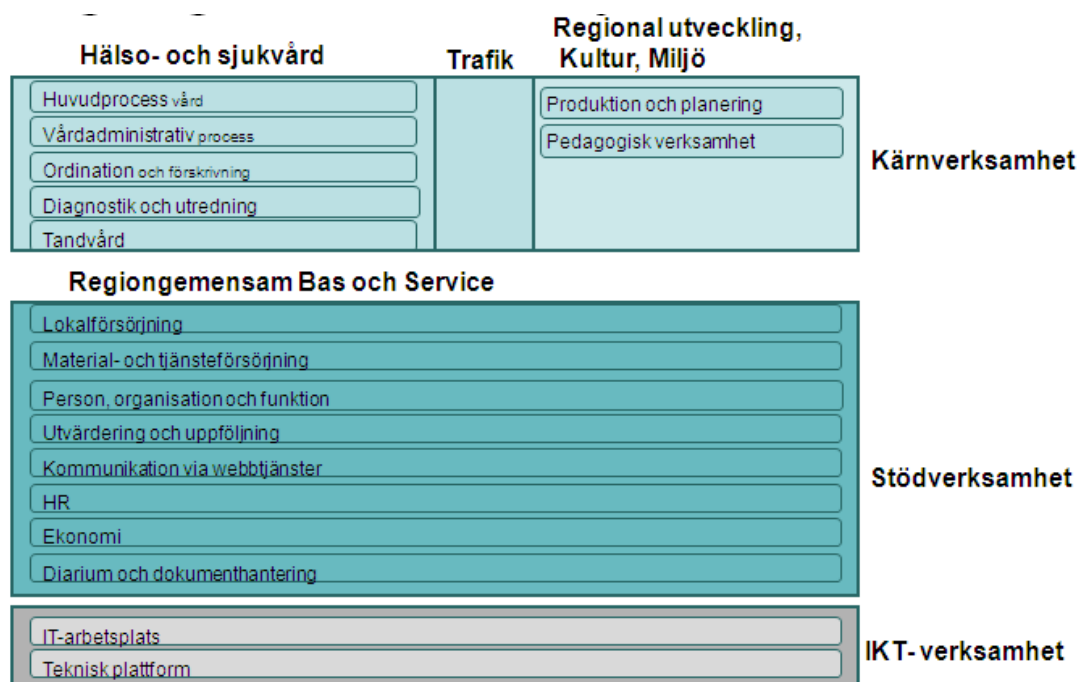 Hälso- och sjukvård
Trafik
Regional utveckling,
Kultur, Miljö
Huvudprocess vård
Vårdadministrativ process
Ordination och förskrivning
Diagnostik och utredning
Tandvård
Produktion och planering
Pedagogisk verksamhet
Kärnverksamhet
Regiongemensam Bas och Service
Lokalförsörjning
Material- och tjänsteförsörjning
Person, organisation och funktion
Utvärdering och uppföljning
Kommunikation via webbtjänster
HR
Ekonomi
Diarium och dokumenthantering
Stödverksamhet
IT-arbetsplats
Teknisk plattform
IKT- verksamhet